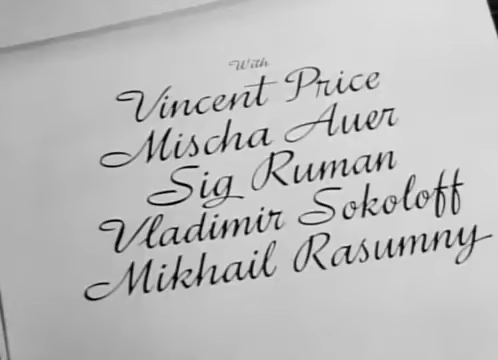 With
Vincent Price
Mischa Auer
Sig Ruman
Vladimir Sokoloff
Mikhail Rasumny